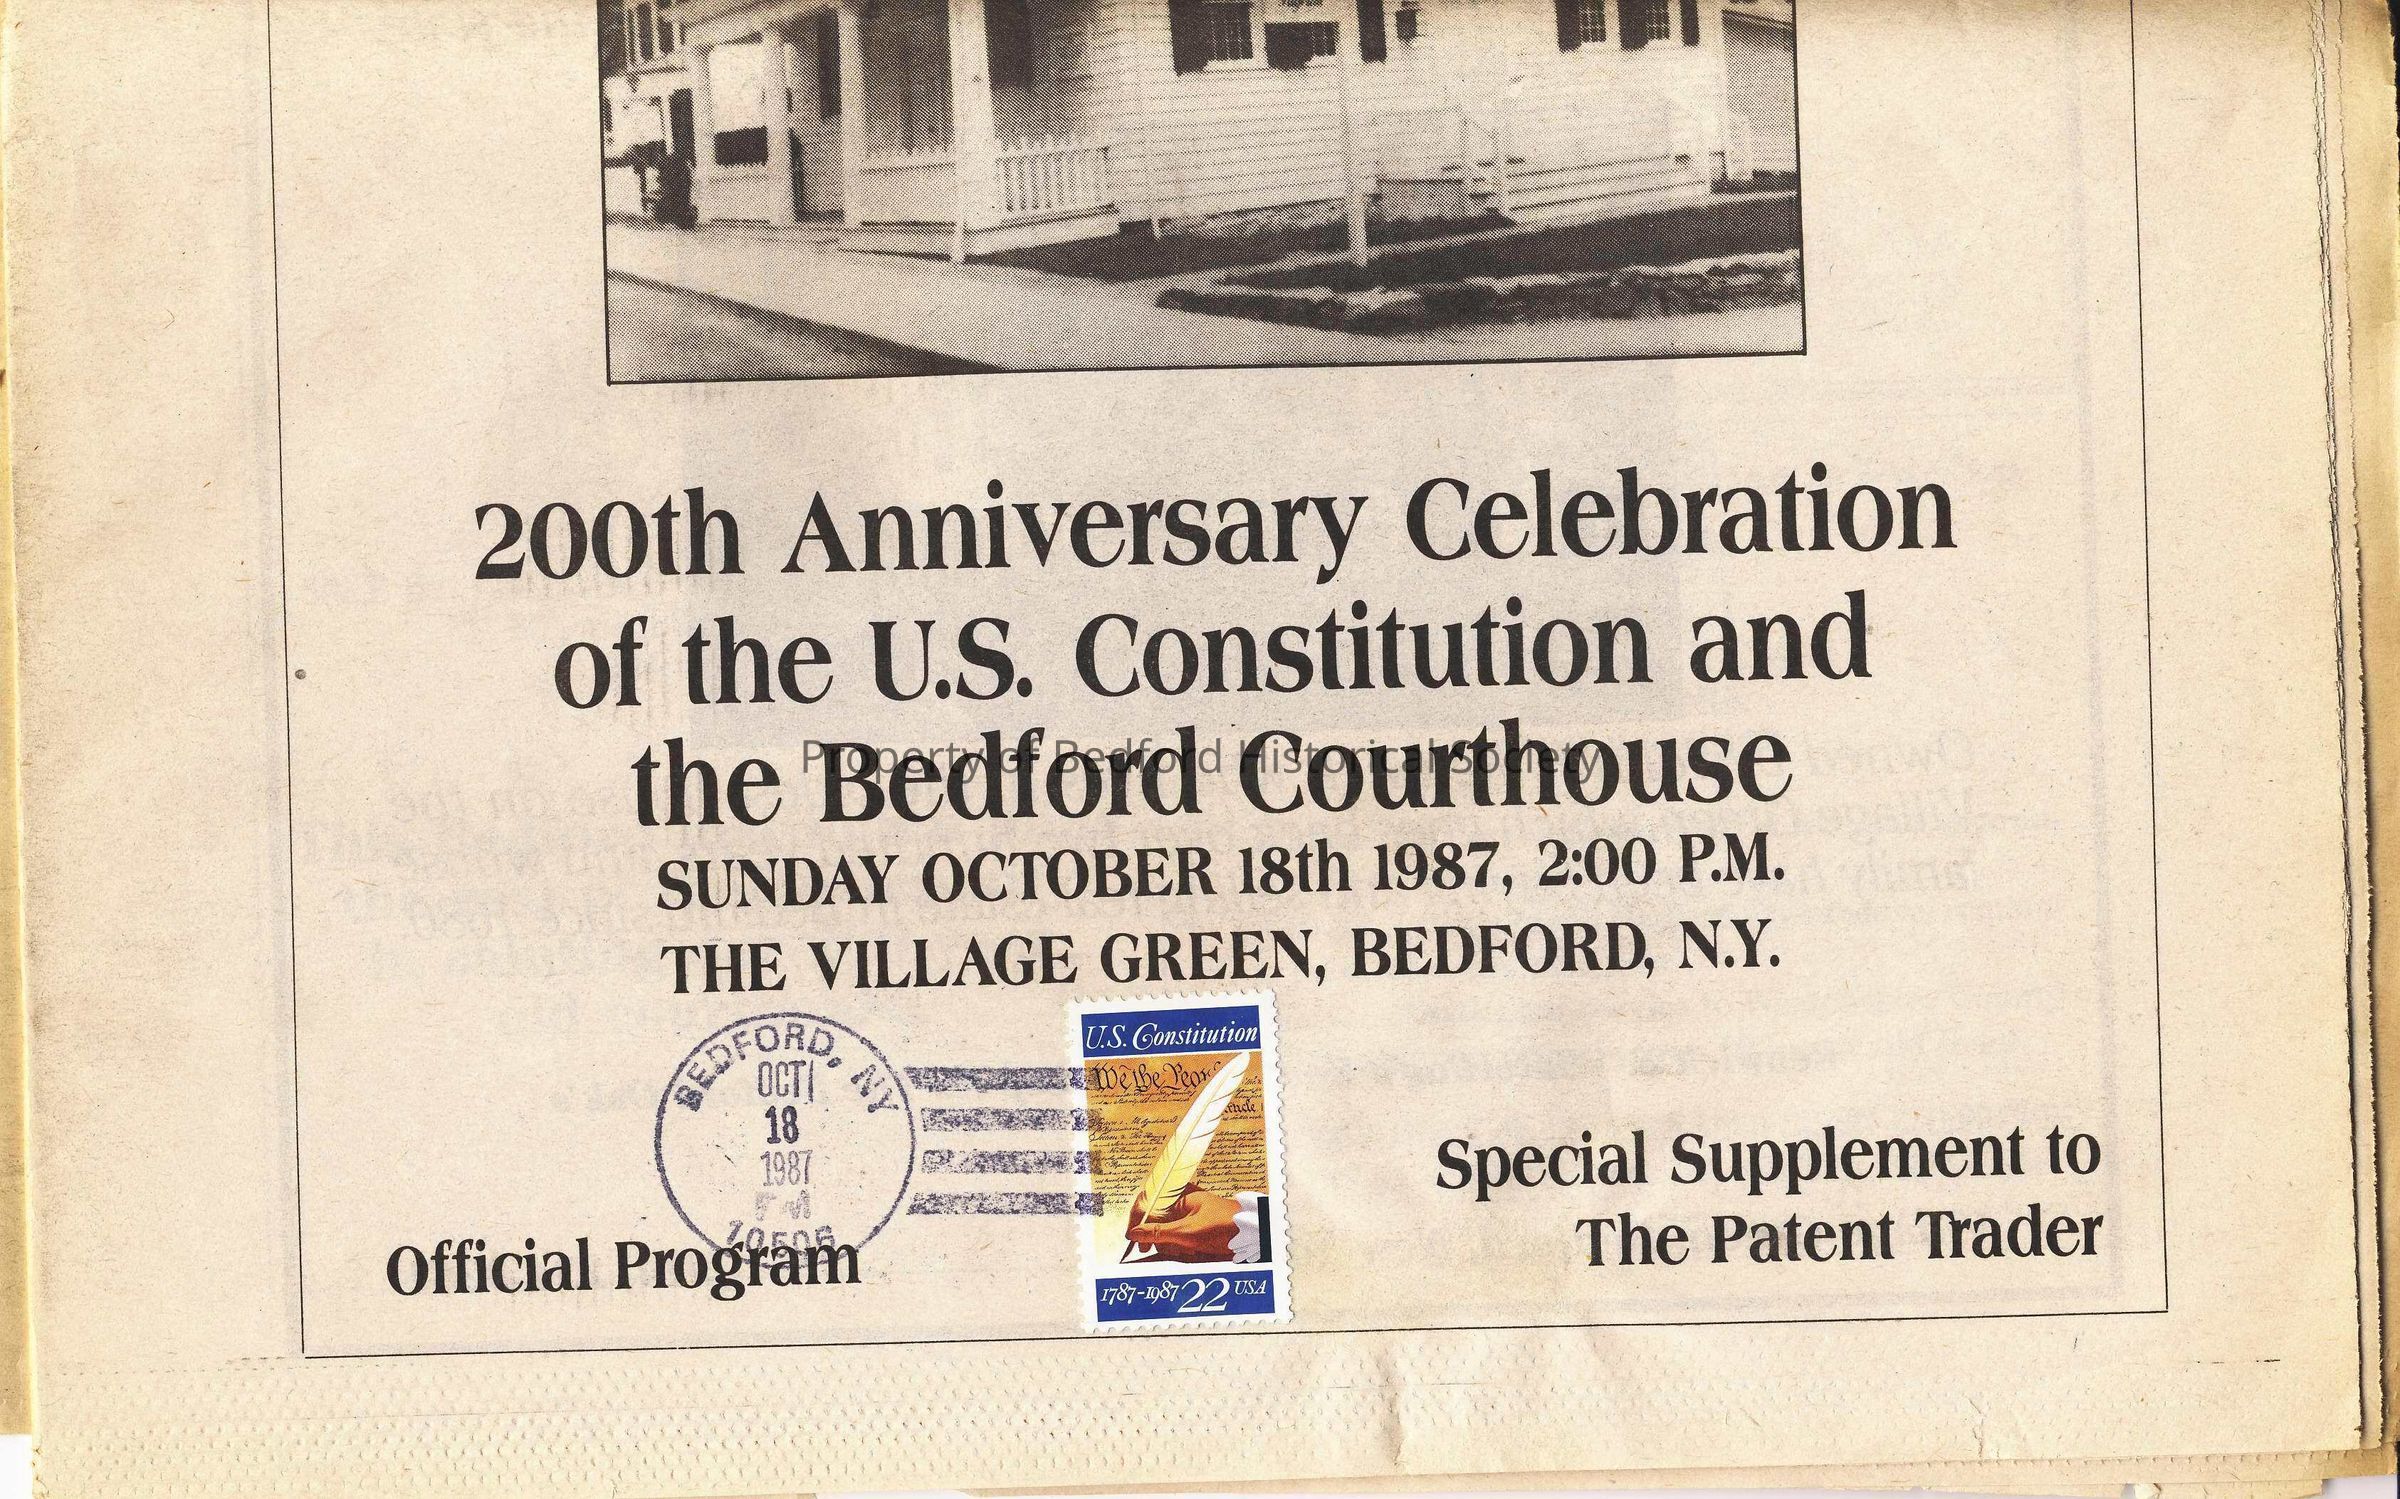 200th Anniversary Celebration
of the U.S. Constitution and
the Bedford Courthouse
Property of Bedford Historical Society
SUNDAY OCTOBER 18th 1987, 2:00 P.M.
THE VILLAGE GREEN, BEDFORD, N.Y.
BEDFORD, NY
OCT
18
1987
PM
10506
U.S. Constitution
We the People
Article I
1787-1987 22 USA
Official Program
Special Supplement to
The Patent Trader